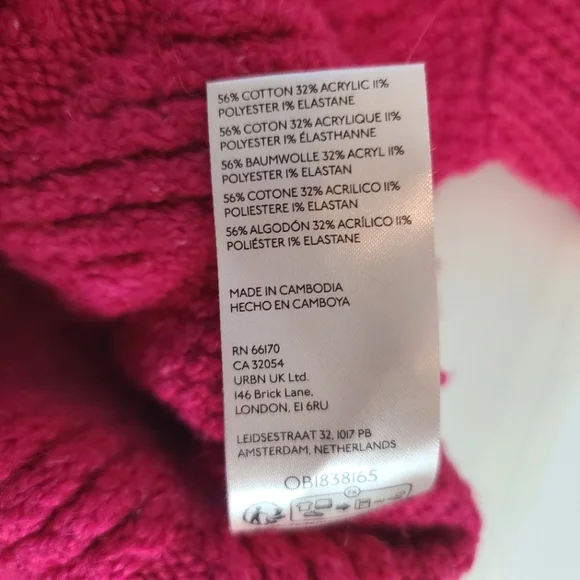 56% COTTON 32% ACRYLIC 11%
POLYESTER 1% ELASTANE
56% COTON 32% ACRYLIQUE 11%
POLYESTER 1% ÉLASTHANNE
56% BAUMWOLLE 32% ACRYL 11%
POLYESTER 1% ELASTAN
56% COTONE 32% ACRILICO 11%
POLIESTERE 1% ELASTAN
56% ALGODÓN 32% ACRÍLICO 11%
POLIÉSTER 1% ELASTANE
MADE IN CAMBODIA
HECHO EN CAMBOYA
RN 66170
CA 32054
URBN UK Ltd.
146 Brick Lane,
LONDON, E1 6RU
LEIDSESTRAAT 32, 1017 PB
AMSTERDAM, NETHERLANDS
OB1838165
FR